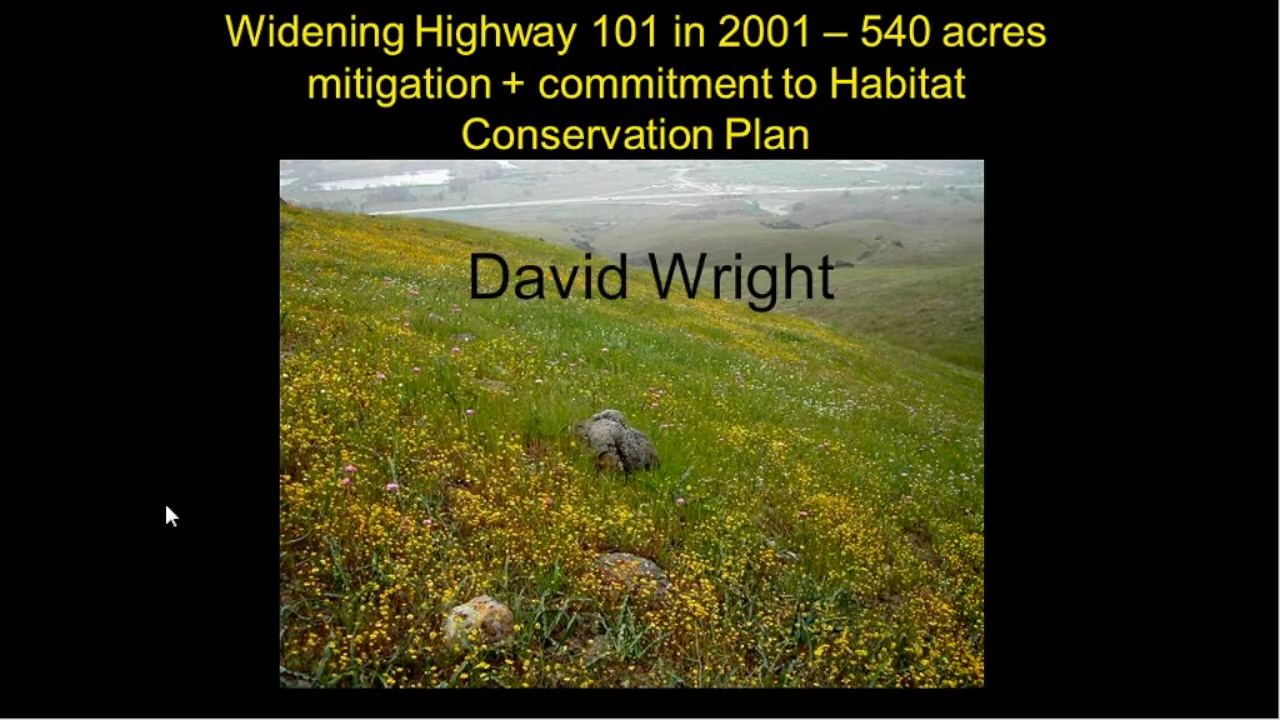 Widening Highway 101 in 2001 – 540 acres
mitigation + commitment to Habitat
Conservation Plan
David Wright